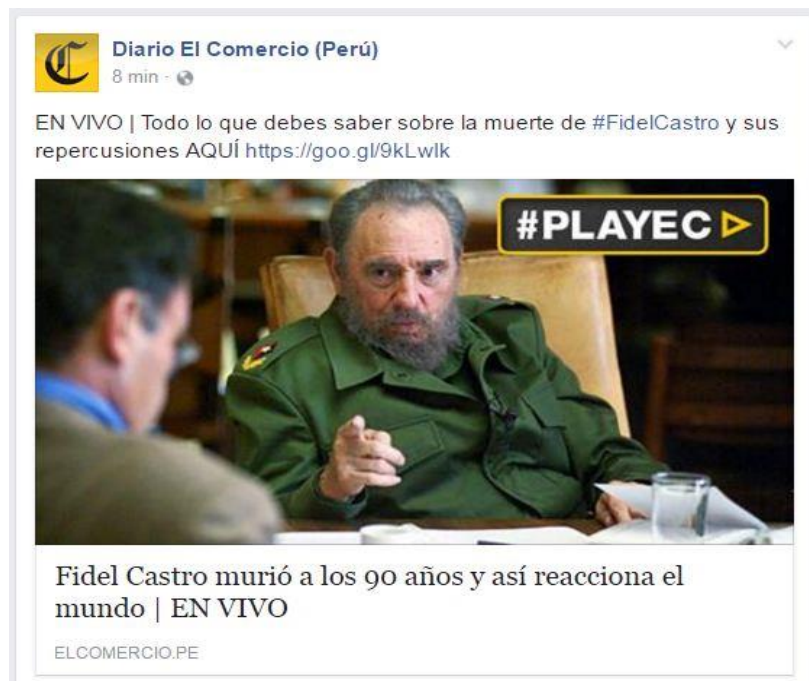 Diario El Comercio (Perú)
8 min ·
EN VIVO | Todo lo que debes saber sobre la muerte de #FidelCastro y sus
repercusiones AQUÍ https://goo.gl/9kLwIk
#PLAYEC
Fidel Castro murió a los 90 años y así reacciona el
mundo | EN VIVO
ELCOMERCIO.PE